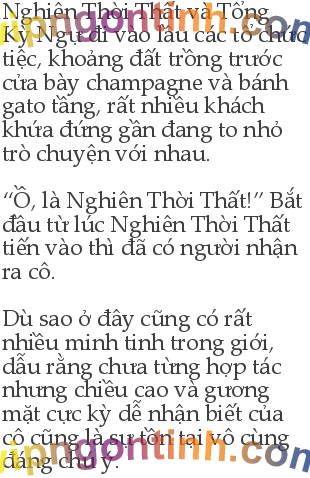 Nghiên Thời Thất và Tống
Kỳ Ngự đi vào lầu các tổ chức
tiệc, khoảng đất trống trước
cửa bày champagne và bánh
gato tầng, rất nhiều khách
khứa đứng gần đang to nhỏ
trò chuyện với nhau.

“Ồ, là Nghiên Thời Thất!” Bắt
đầu từ lúc Nghiên Thời Thất
tiến vào thì đã có người nhận
ra cô.

Dù sao ở đây cũng có rất
nhiều minh tinh trong giới,
dẫu rằng chưa từng hợp tác
nhưng chiều cao và gương
mặt cực kỳ dễ nhận biết của
cô cũng là sự tồn tại vô cùng
đáng chú ý.
vipngontinh.com
vipngontinh.com